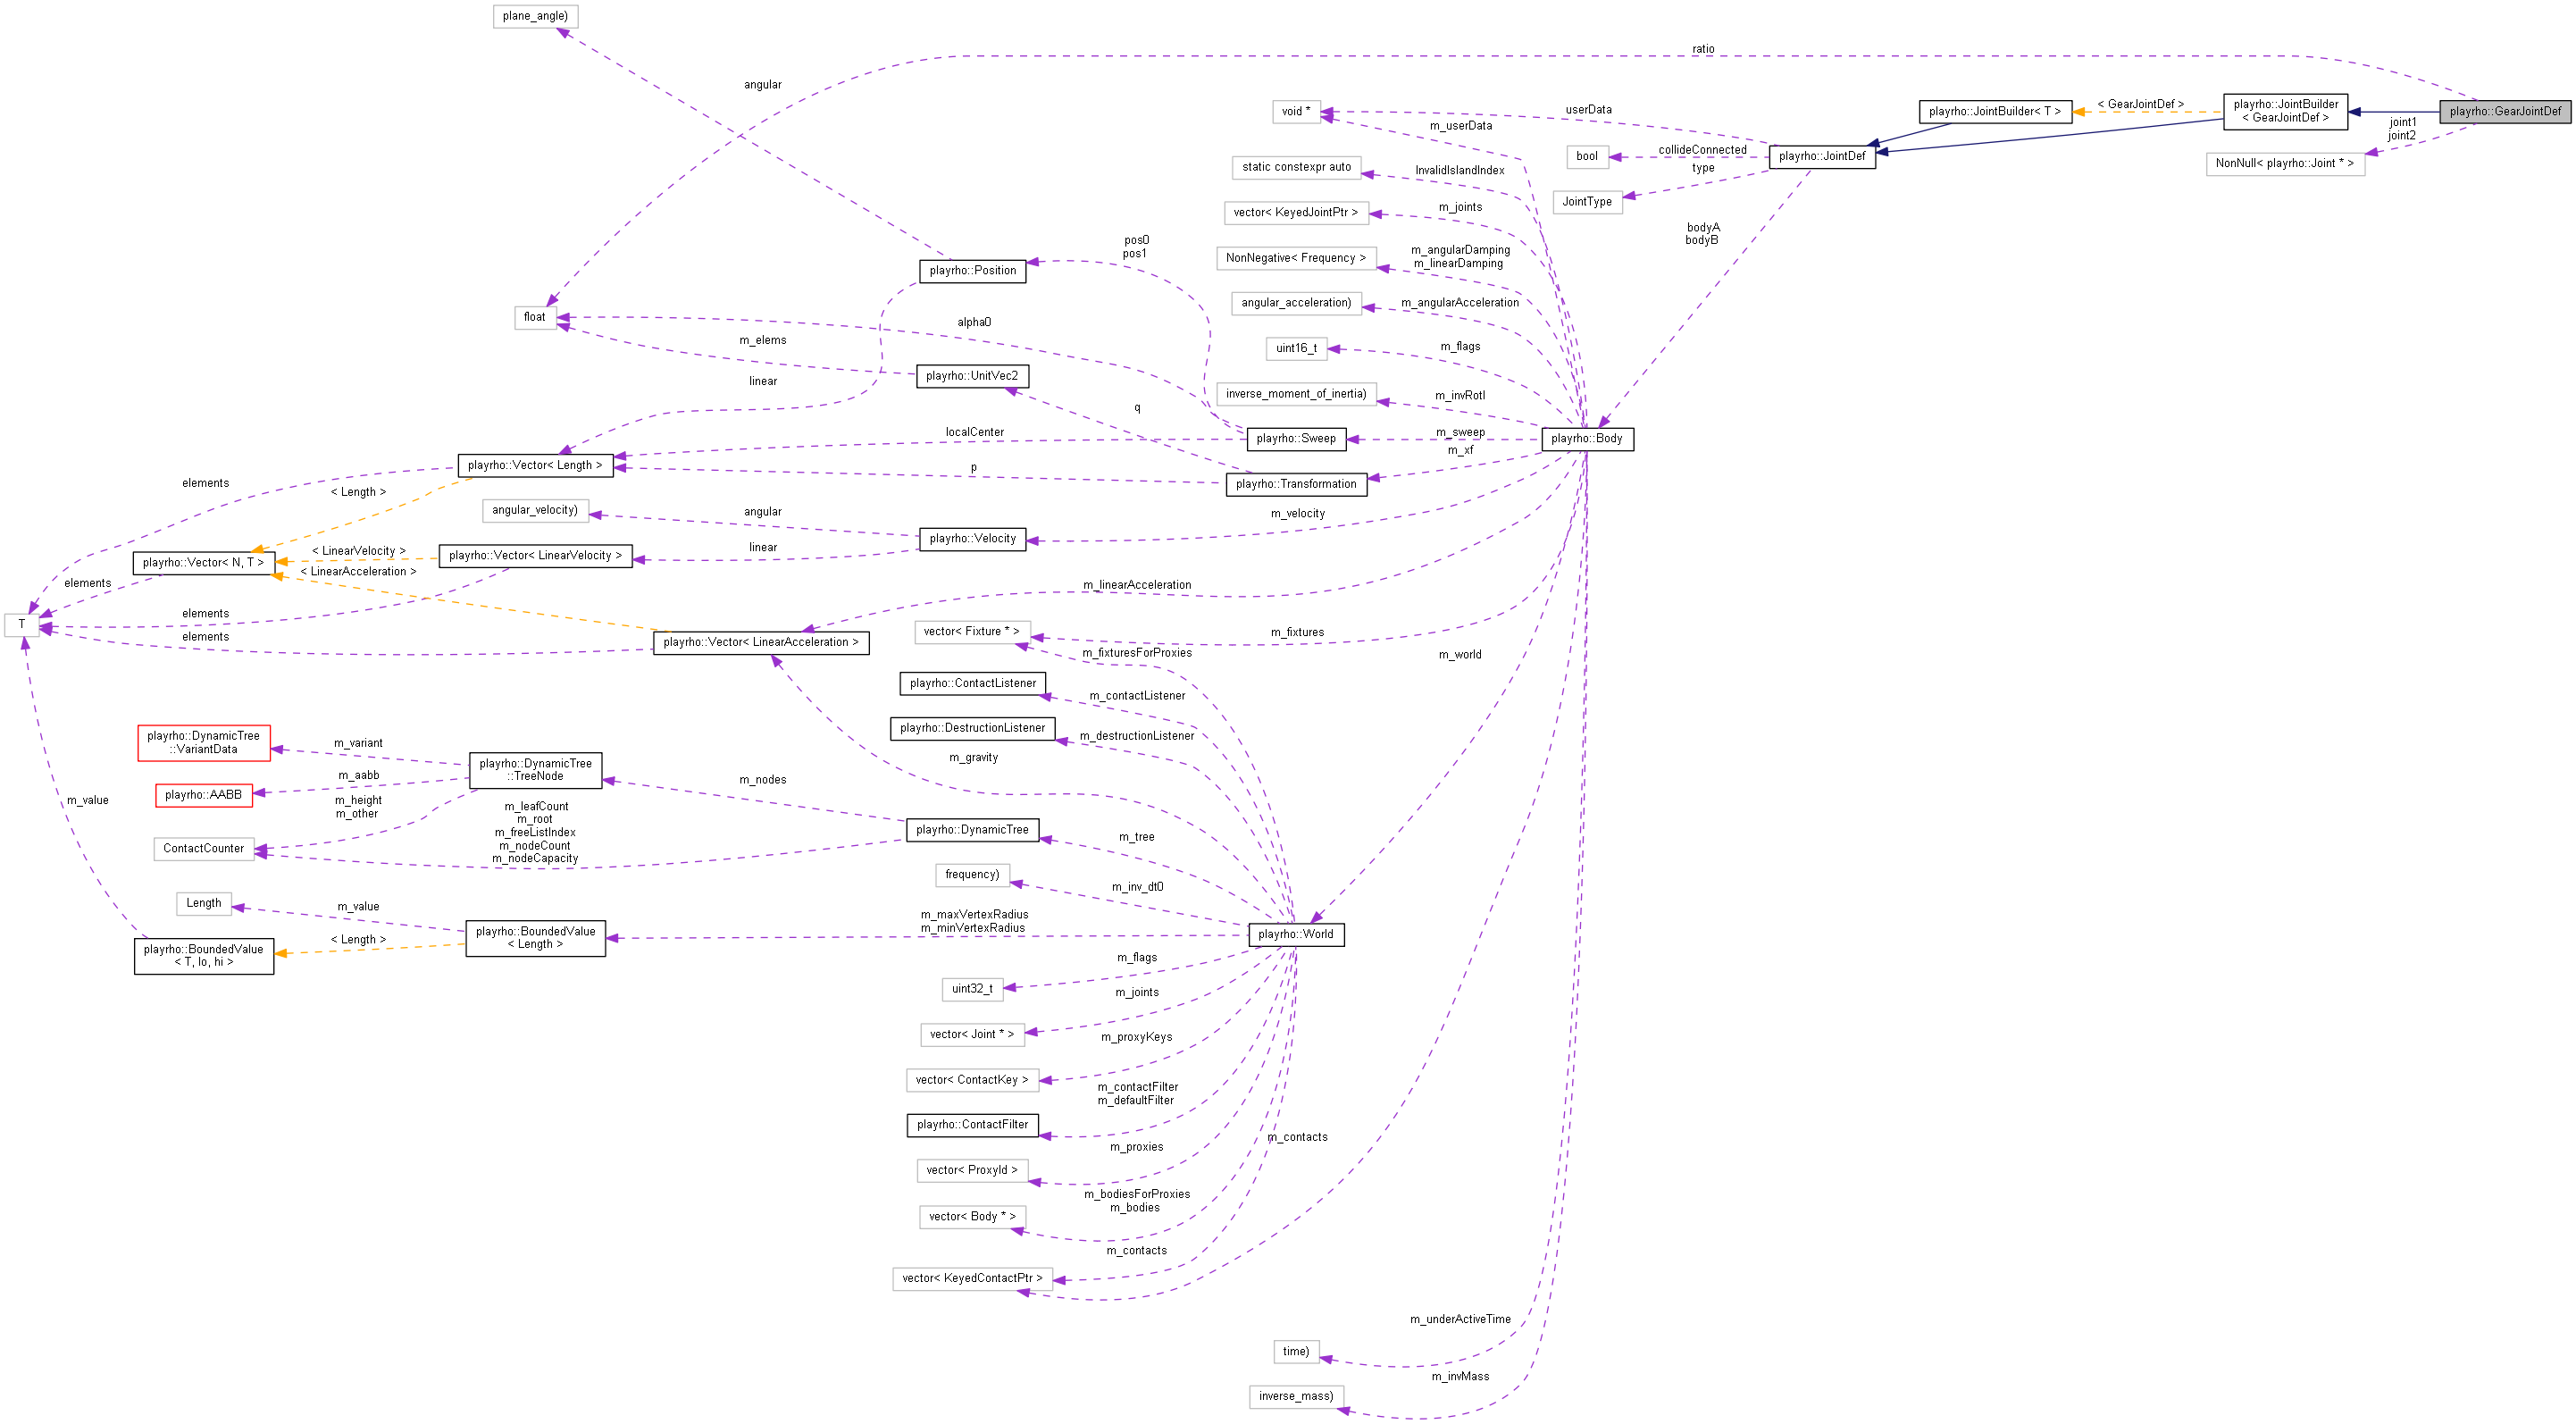 plane_angle)
ratio
angular
void *
userData
playrho::JointBuilder< T >
< GearJointDef >
playrho::JointBuilder
< GearJointDef >
playrho::GearJointDef
m_userData
joint1
joint2
bool
collideConnected
playrho::JointDef
NonNull< playrho::Joint * >
static constexpr auto
InvalidIslandIndex
type
JointType
vector< KeyedJointPtr >
m_joints
bodyA
bodyB
pos0
pos1
NonNegative< Frequency >
m_angularDamping
m_linearDamping
playrho::Position
angular_acceleration)
m_angularAcceleration
float
alpha0
m_elems
uint16_t
m_flags
playrho::UnitVec2
linear
inverse_moment_of_inertia)
m_invRotI
q
localCenter
playrho::Sweep
m_sweep
playrho::Body
m_xf
playrho::Vector< Length >
p
playrho::Transformation
elements
< Length >
angular_velocity)
angular
m_velocity
playrho::Velocity
< LinearVelocity >
playrho::Vector< LinearVelocity >
linear
playrho::Vector< N, T >
< LinearAcceleration >
elements
m_linearAcceleration
elements
T
elements
playrho::Vector< LinearAcceleration >
vector< Fixture * >
m_fixtures
m_fixturesForProxies
m_world
playrho::ContactListener
m_contactListener
playrho::DestructionListener
m_destructionListener
playrho::DynamicTree
::VariantData
m_variant
playrho::DynamicTree
::TreeNode
m_gravity
m_nodes
playrho::AABB
m_aabb
m_value
m_height
m_other
m_leafCount
m_root
m_freeListIndex
m_nodeCount
m_nodeCapacity
playrho::DynamicTree
m_tree
ContactCounter
frequency)
m_inv_dt0
Length
m_value
m_maxVertexRadius
m_minVertexRadius
playrho::BoundedValue
< Length >
playrho::World
< Length >
playrho::BoundedValue
< T, lo, hi >
m_flags
uint32_t
m_joints
vector< Joint * >
m_proxyKeys
vector< ContactKey >
m_contactFilter
m_defaultFilter
playrho::ContactFilter
m_contacts
m_proxies
vector< ProxyId >
m_bodiesForProxies
m_bodies
vector< Body * >
m_contacts
vector< KeyedContactPtr >
m_underActiveTime
time)
m_invMass
inverse_mass)